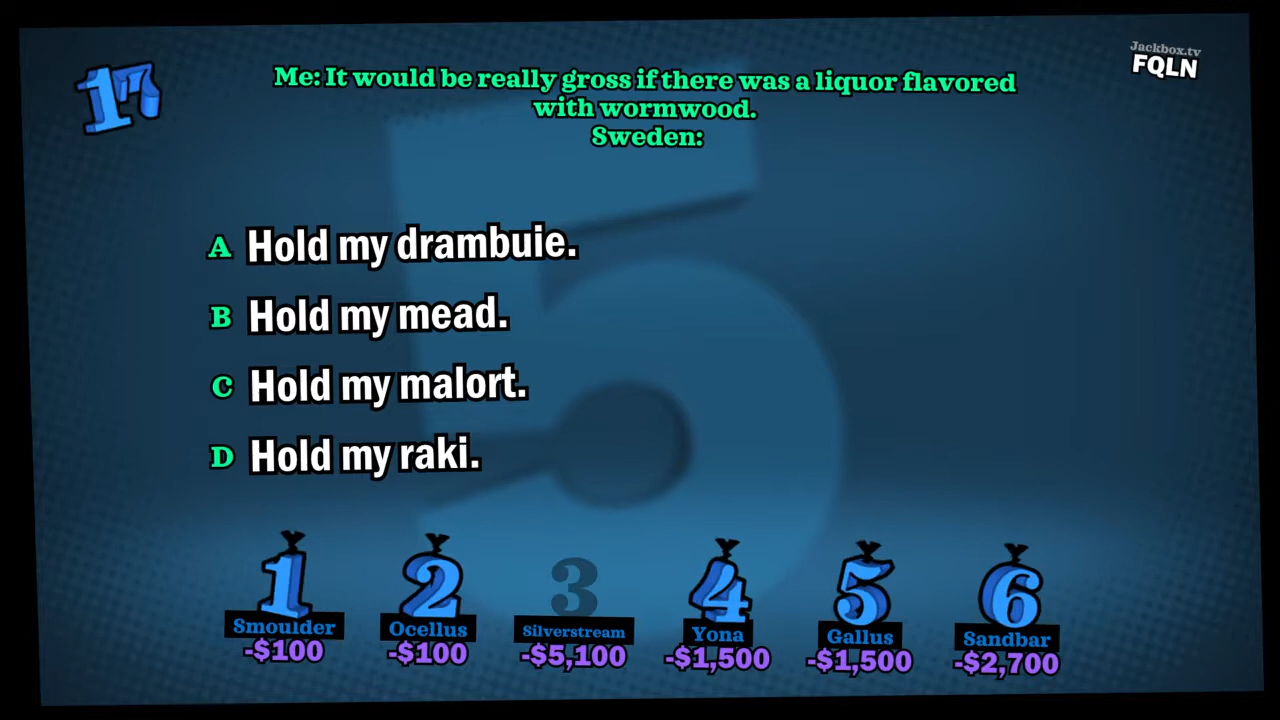 17
Jackbox.tv
FQLN
Me: It would be really gross if there was a liquor flavored
with wormwood.
Sweden:
5
A Hold my drambuie.
B Hold my mead.
C Hold my malort.
D Hold my raki.
1 2 3 4 5 6
Smoulder Ocellus Silverstream Yona Gallus Sandbar
-$100 -$100 -$5,100 -$1,500 -$1,500 -$2,700